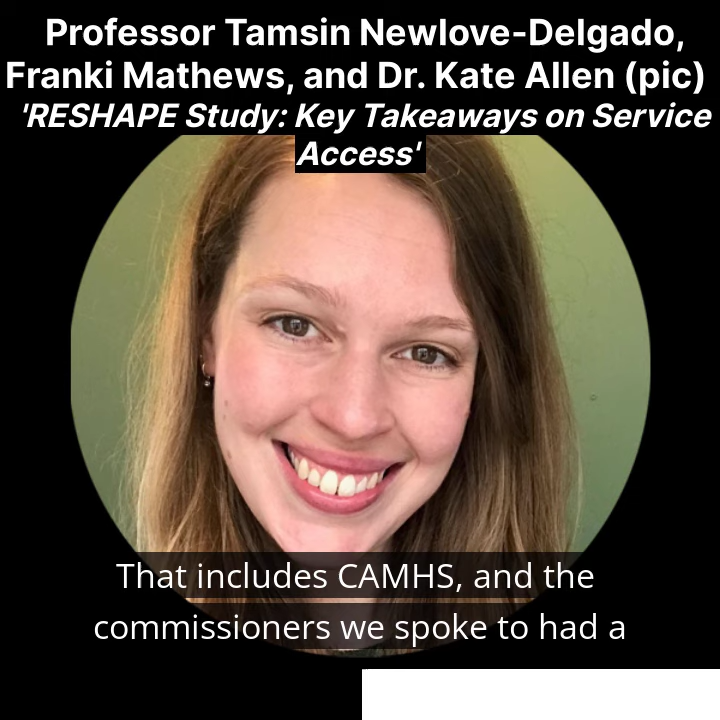 Professor Tamsin Newlove-Delgado,
Franki Mathews, and Dr. Kate Allen (pic)
'RESHAPE Study: Key Takeaways on Service
Access'
That includes CAMHS, and the
commissioners we spoke to had a